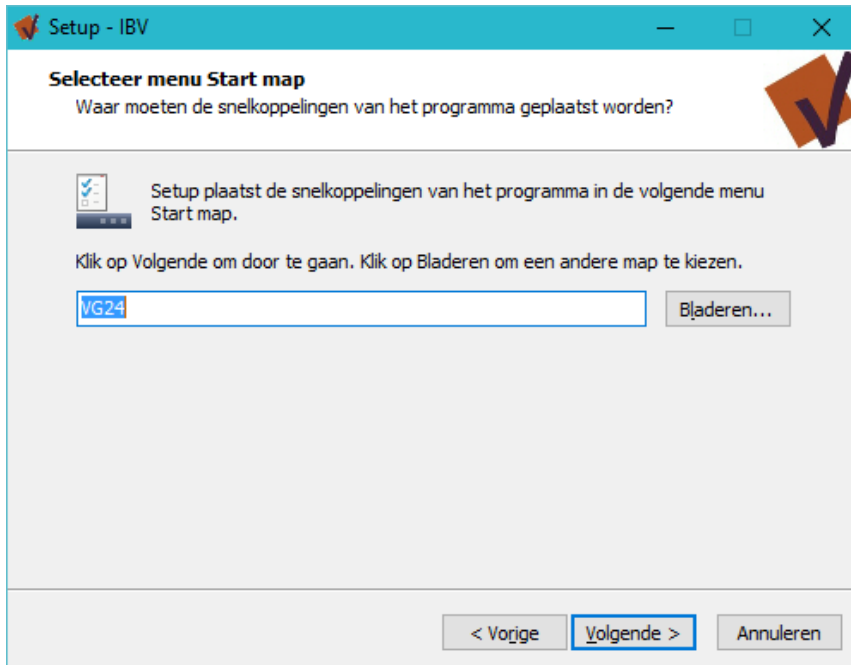 Setup - IBV
Selecteer menu Start map
Waar moeten de snelkoppelingen van het programma geplaatst worden?
Setup plaatst de snelkoppelingen van het programma in de volgende menu
Start map.
Klik op Volgende om door te gaan. Klik op Bladeren om een andere map te kiezen.
VG24
Bladeren...
< Vorige
Volgende >
Annuleren